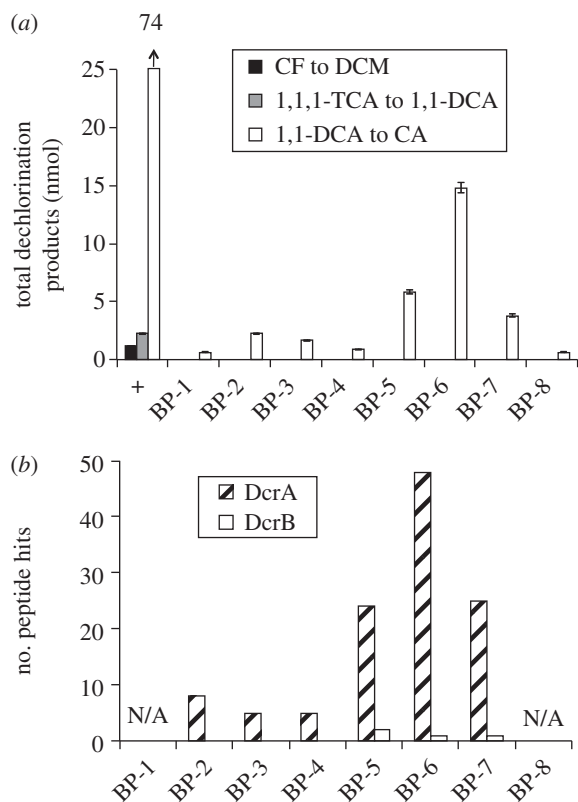 (a)
74
25
20
15
10
5
0
total dechlorination
products (nmol)
CF to DCM
1,1,1-TCA to 1,1-DCA
1,1-DCA to CA
+
BP-1
BP-2
BP-3
BP-4
BP-5
BP-6
BP-7
BP-8
(b)
50
40
30
20
10
0
no. peptide hits
DcrA
DcrB
N/A
N/A
BP-1
BP-2
BP-3
BP-4
BP-5
BP-6
BP-7
BP-8